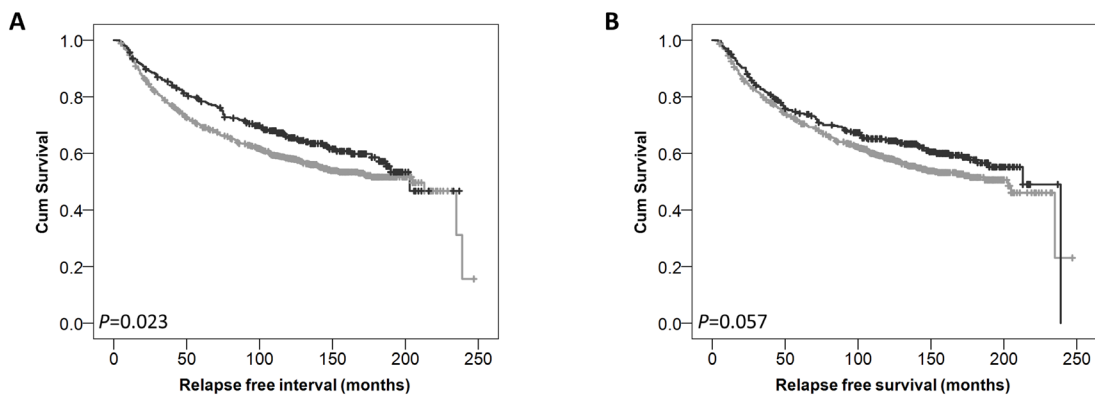 A
1.0
0.8
0.6
0.4
0.2
0.0
Cum Survival
P=0.023
0 50 100 150 200 250
Relapse free interval (months)
B
1.0
0.8
0.6
0.4
0.2
0.0
Cum Survival
P=0.057
0 50 100 150 200 250
Relapse free survival (months)